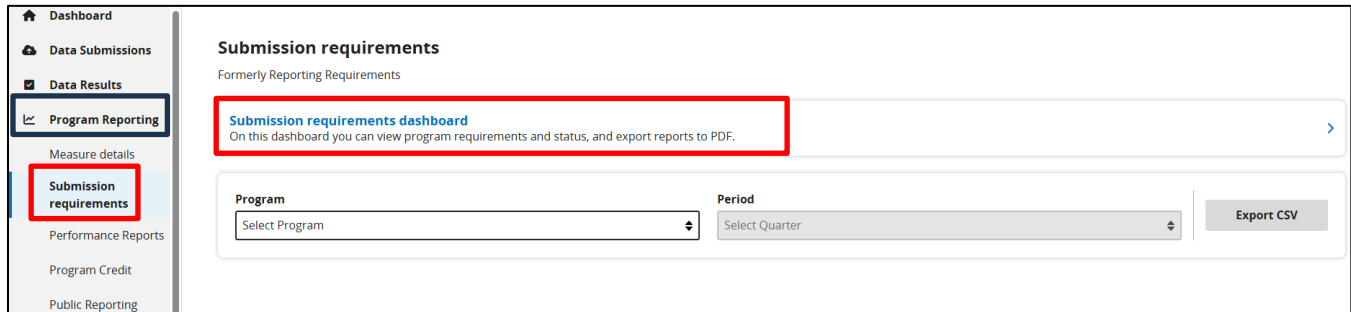 Dashboard
Data Submissions
Data Results
Program Reporting
Measure details
Submission
requirements
Performance Reports
Program Credit
Public Reporting
Submission requirements
Formerly Reporting Requirements
Submission requirements dashboard
On this dashboard you can view program requirements and status, and export reports to PDF.
Program
Select Program
Period
Select Quarter
Export CSV